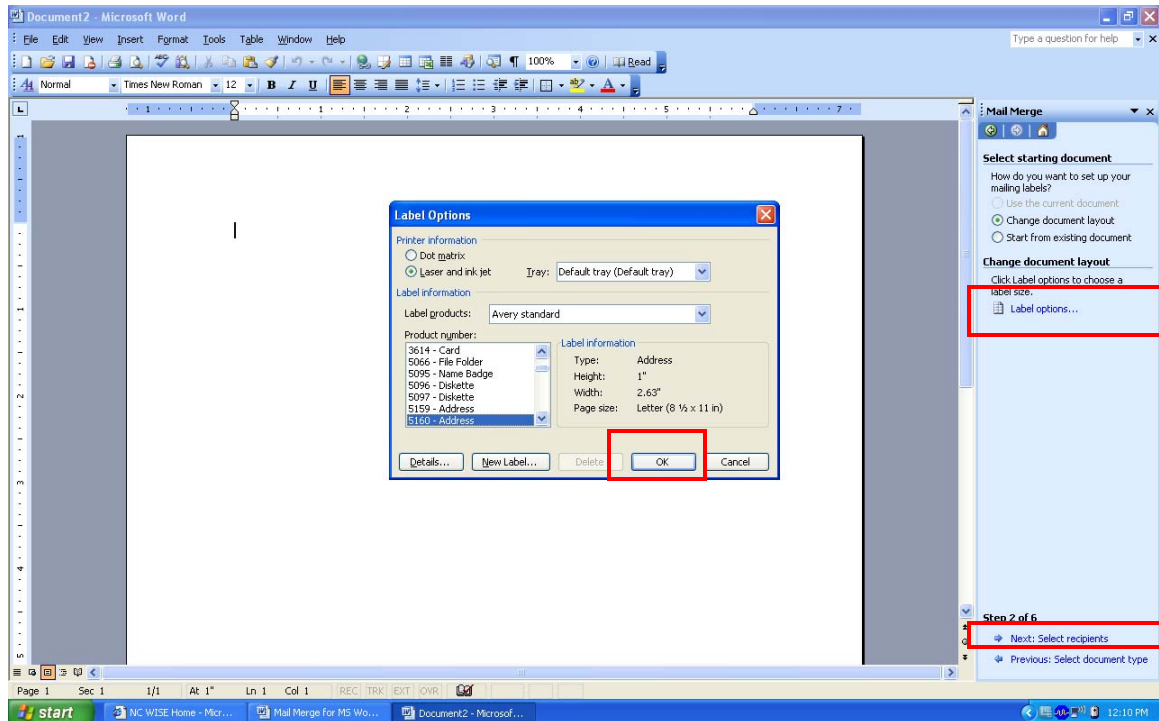 Document2 - Microsoft Word
File Edit View Insert Format Tools Table Window Help
Type a question for help
100%
Read
Normal Times New Roman 12 B I U
1 1 2 3 4 5 7
Mail Merge
Select starting document
How do you want to set up your
mailing labels?
Use the current document
Change document layout
Start from existing document
Change document layout
Click Label options to choose a
label size.
Label options...
Label Options
Printer information
Dot matrix
Laser and ink jet Tray: Default tray (Default tray)
Label information
Label products: Avery standard
Product number:
3614 - Card
5066 - File Folder
5095 - Name Badge
5096 - Diskette
5097 - Diskette
5159 - Address
5160 - Address
Label information
Type: Address
Height: 1"
Width: 2.63"
Page size: Letter (8 ½ x 11 in)
Details... New Label... Delete OK Cancel
Step 2 of 6
Next: Select recipients
Previous: Select document type
Page 1 Sec 1 1/1 At 1" Ln 1 Col 1 REC TRK EXT OVR
start NC WISE Home - Micr... Mail Merge for MS Wo... Document2 - Microsof... 12:10 PM